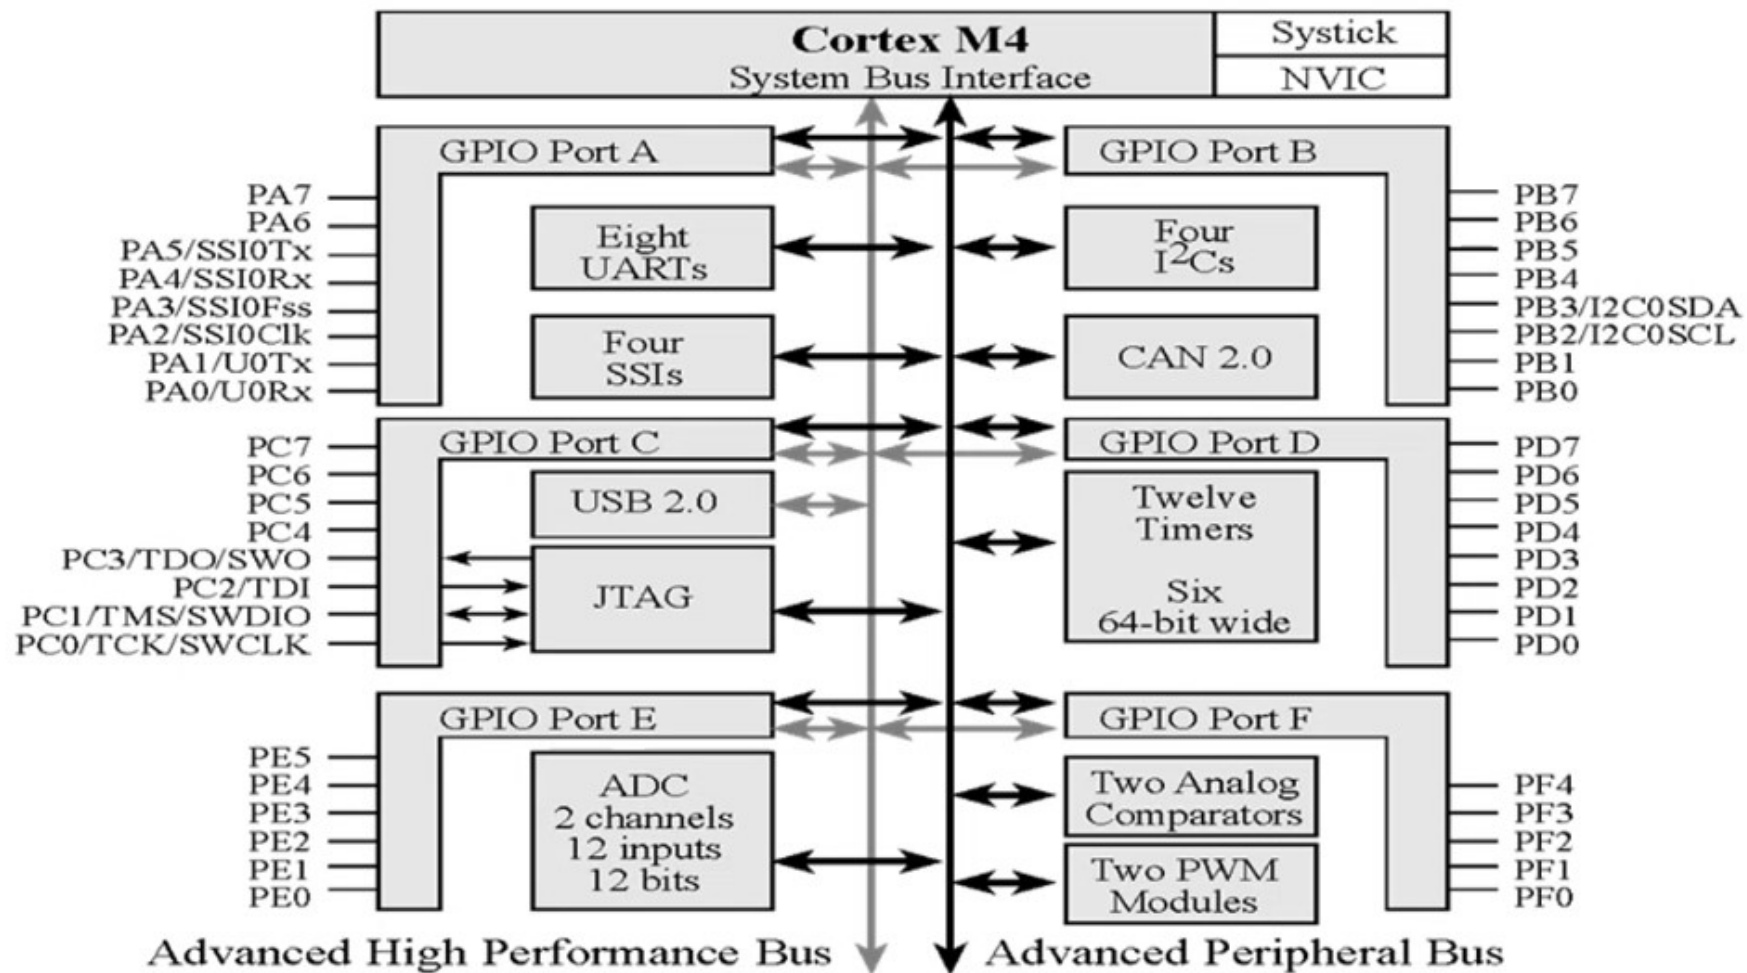 Cortex M4
System Bus Interface
Systick
NVIC
GPIO Port A
PA7
PA6
PA5/SSI0Tx
PA4/SSI0Rx
PA3/SSI0Fss
PA2/SSI0Clk
PA1/U0Tx
PA0/U0Rx
Eight
UARTs
Four
SSIs
GPIO Port B
Four
I²Cs
CAN 2.0
PB7
PB6
PB5
PB4
PB3/I2C0SDA
PB2/I2C0SCL
PB1
PB0
GPIO Port C
PC7
PC6
PC5
PC4
PC3/TDO/SWO
PC2/TDI
PC1/TMS/SWDIO
PC0/TCK/SWCLK
USB 2.0
JTAG
GPIO Port D
Twelve
Timers
Six
64-bit wide
PD7
PD6
PD5
PD4
PD3
PD2
PD1
PD0
GPIO Port E
PE5
PE4
PE3
PE2
PE1
PE0
ADC
2 channels
12 inputs
12 bits
GPIO Port F
Two Analog
Comparators
Two PWM
Modules
PF4
PF3
PF2
PF1
PF0
Advanced High Performance Bus
Advanced Peripheral Bus